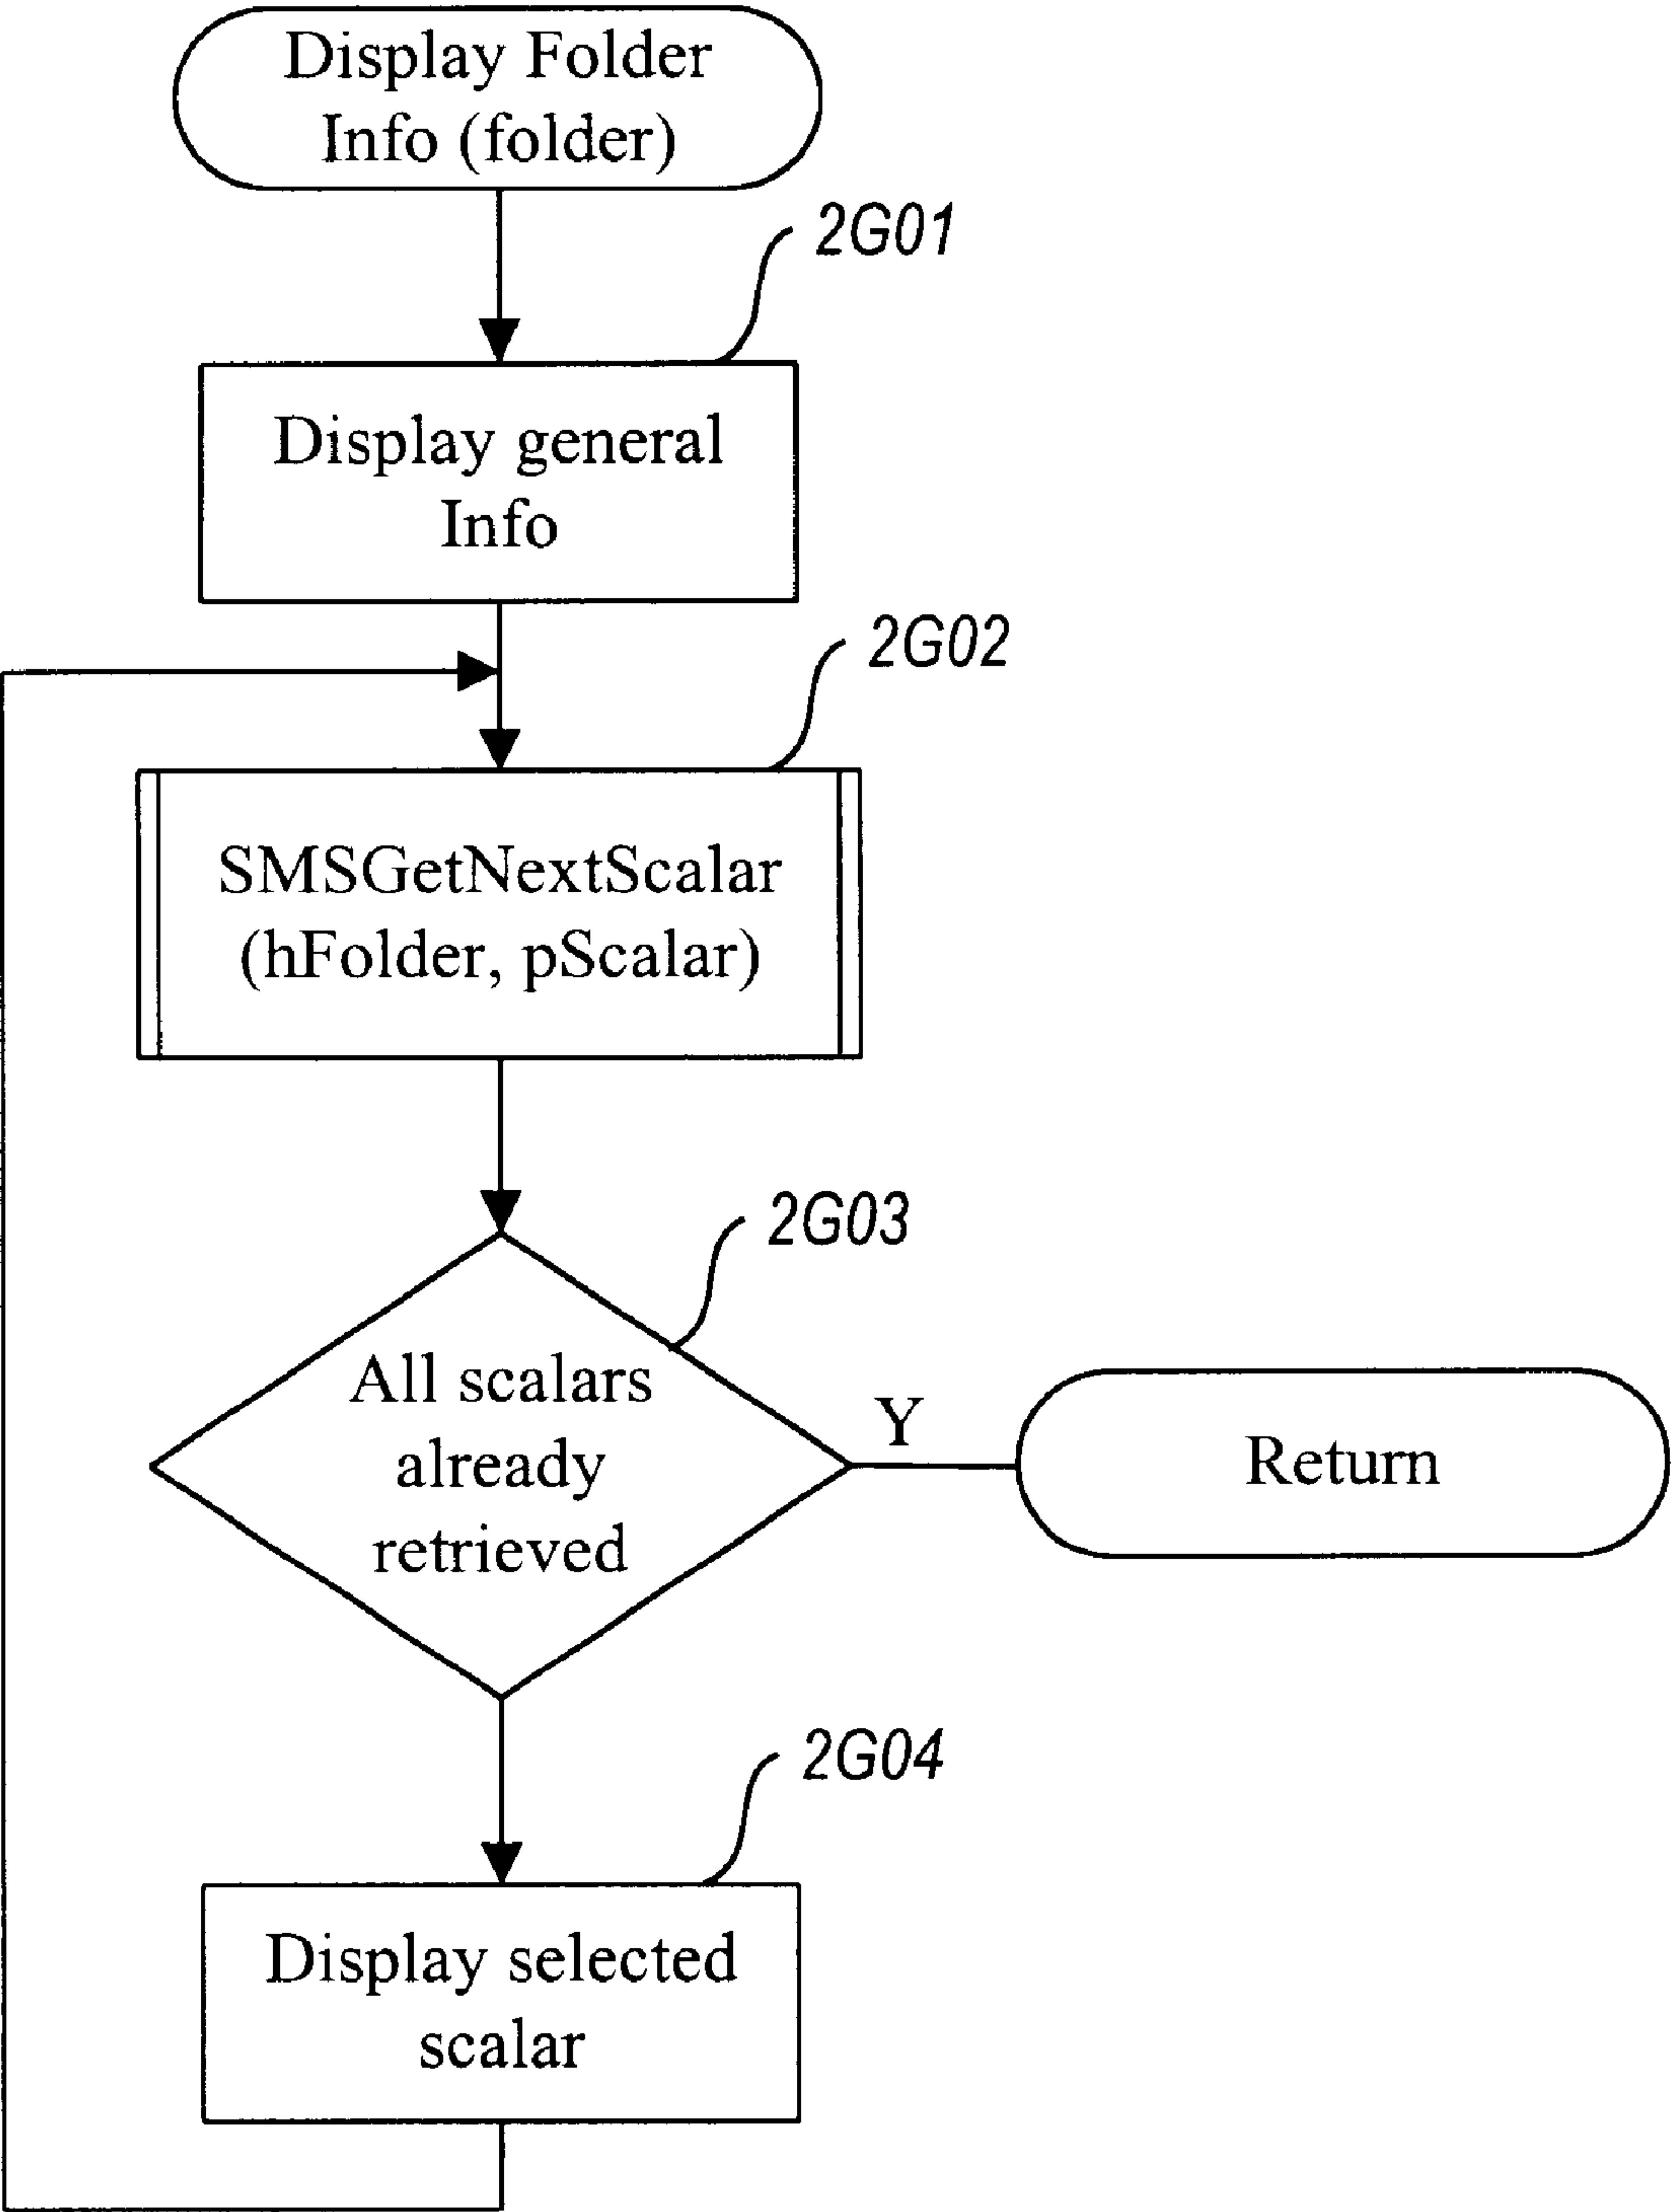 Display Folder
Info (folder)
2G01
Display general
Info
2G02
SMSGetNextScalar
(hFolder, pScalar)
2G03
All scalars
already
retrieved
Y
Return
2G04
Display selected
scalar